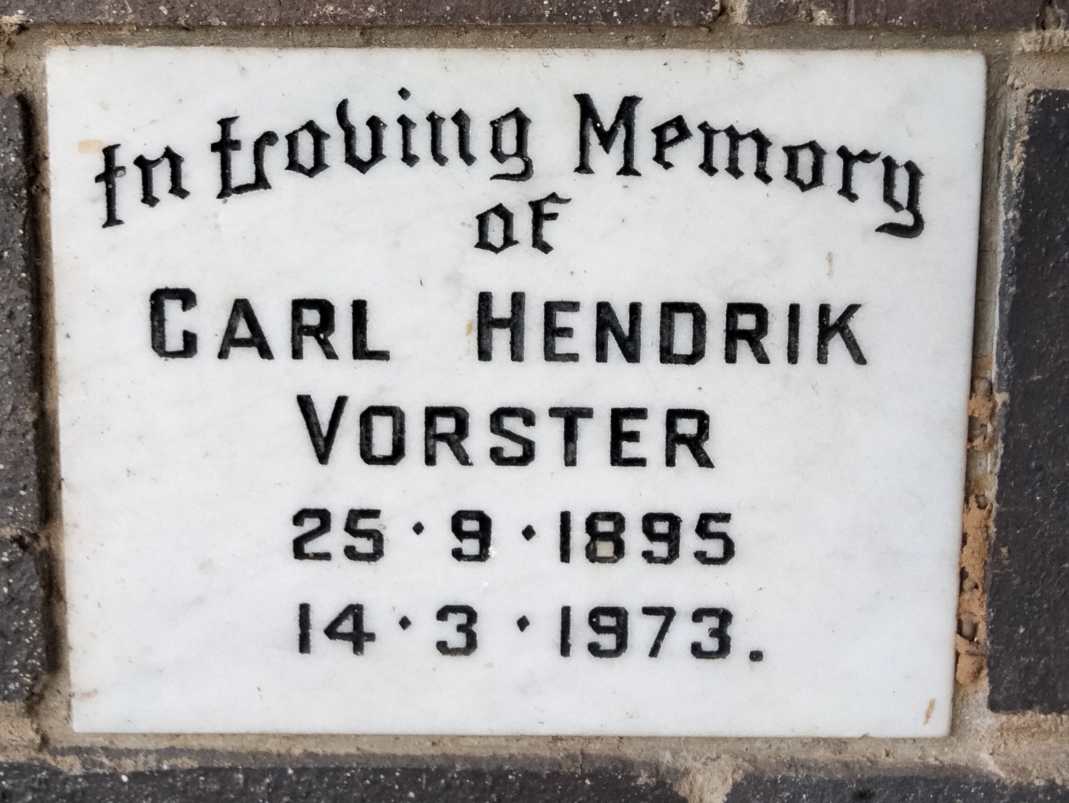 In Loving Memory
of
CARL HENDRIK
VORSTER
25·9·1895
14·3·1973.